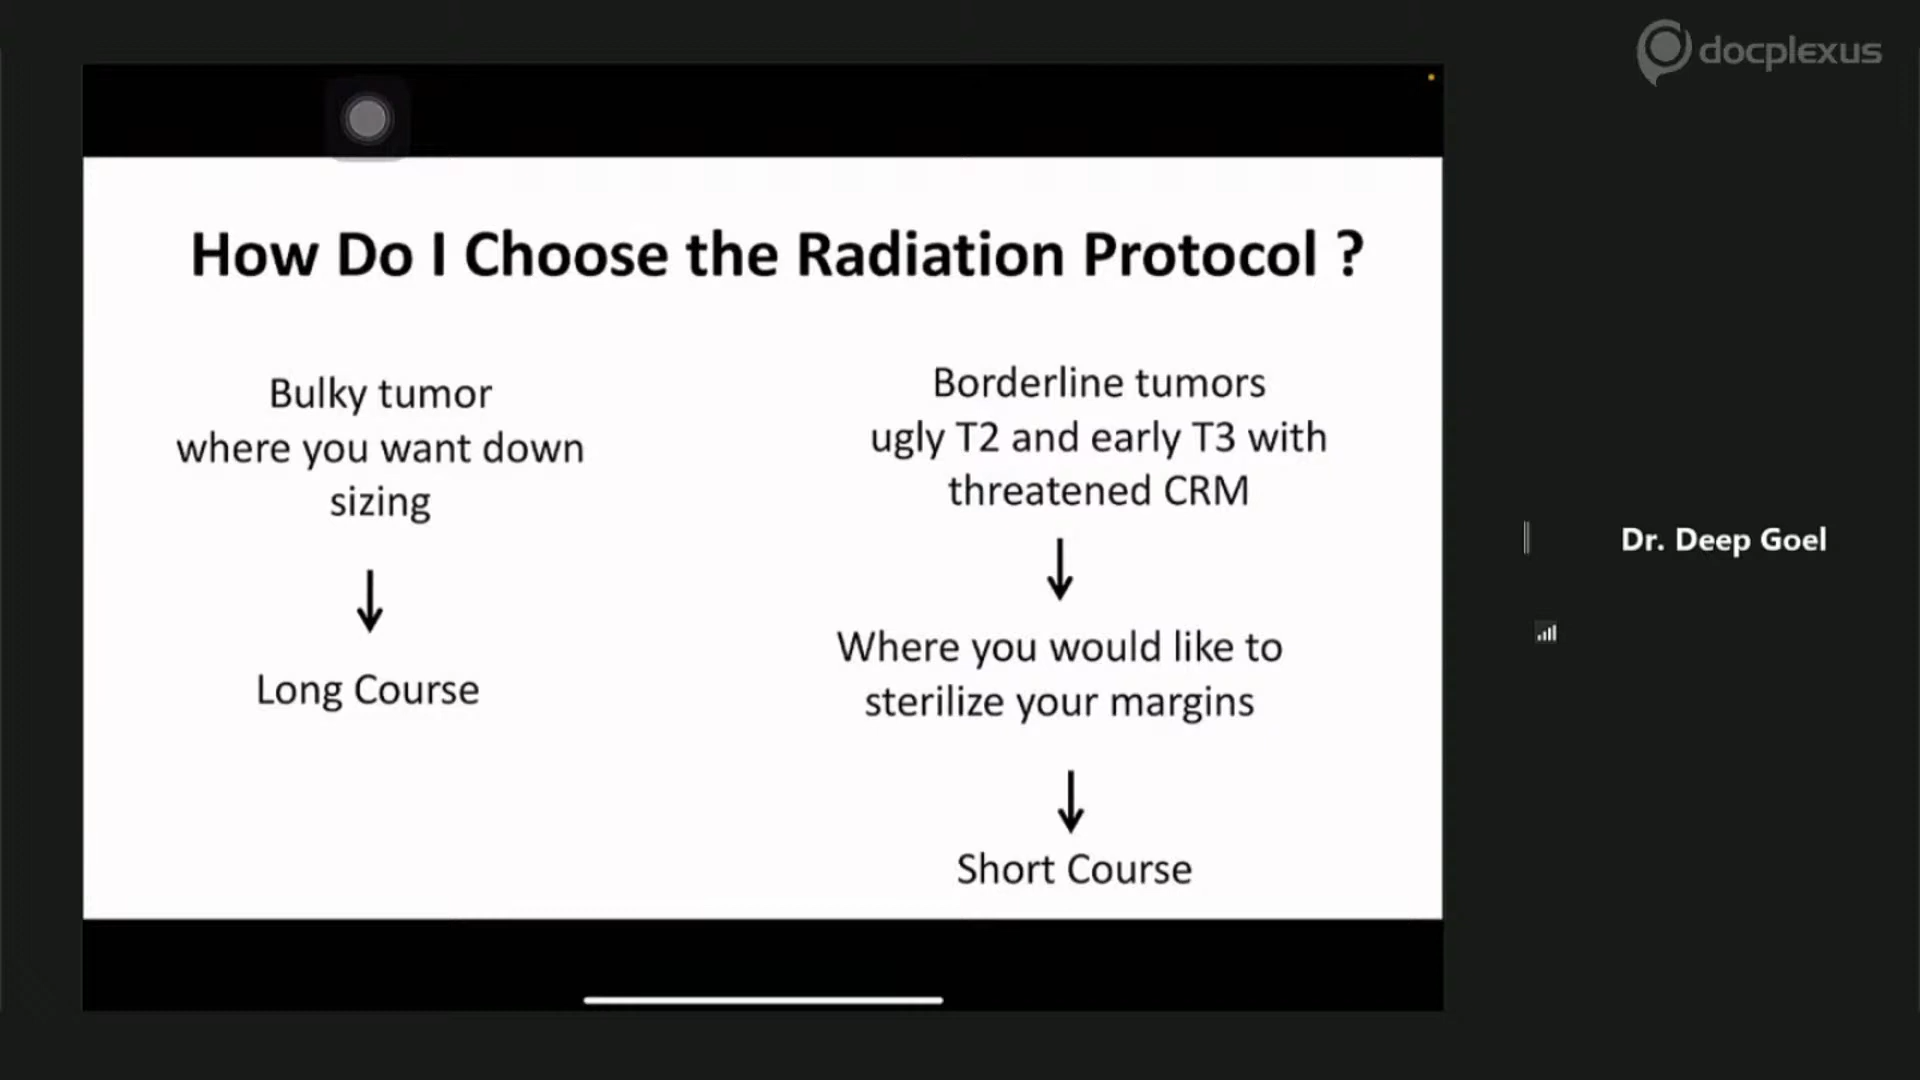 docplexus
How Do I Choose the Radiation Protocol ?
Bulky tumor
where you want down
sizing
Long Course
Borderline tumors
ugly T2 and early T3 with
threatened CRM
Where you would like to
sterilize your margins
Short Course
Dr. Deep Goel